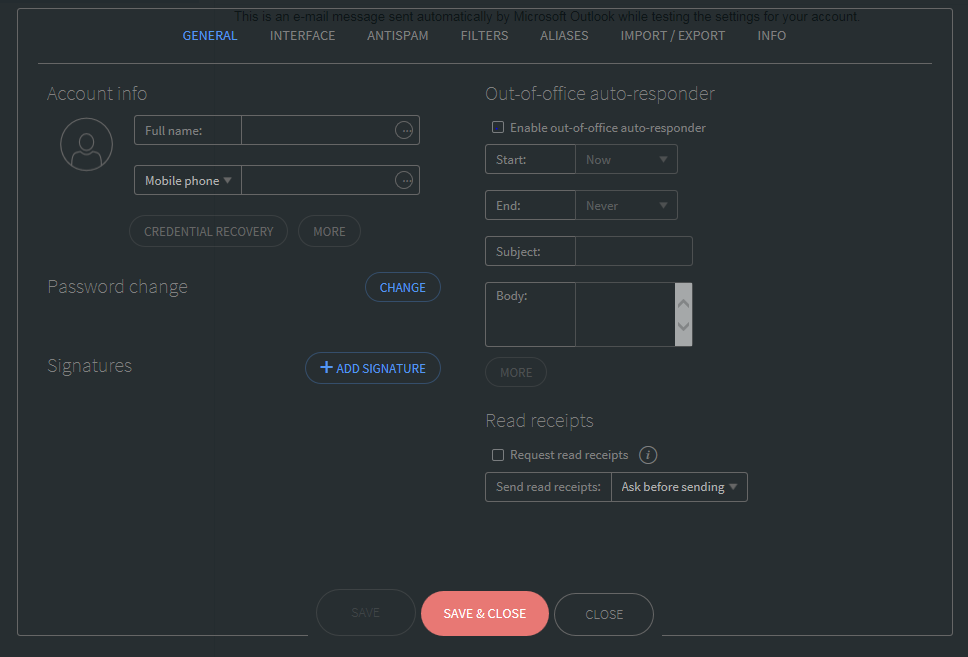 This is an e-mail message sent automatically by Microsoft Outlook while testing the settings for your account.
GENERAL INTERFACE ANTISPAM FILTERS ALIASES IMPORT / EXPORT INFO
Account info
Full name:
Mobile phone
CREDENTIAL RECOVERY MORE
Password change CHANGE
Signatures + ADD SIGNATURE
Out-of-office auto-responder
Enable out-of-office auto-responder
Start: Now
End: Never
Subject:
Body:
MORE
Read receipts
Request read receipts i
Send read receipts: Ask before sending
SAVE SAVE & CLOSE CLOSE